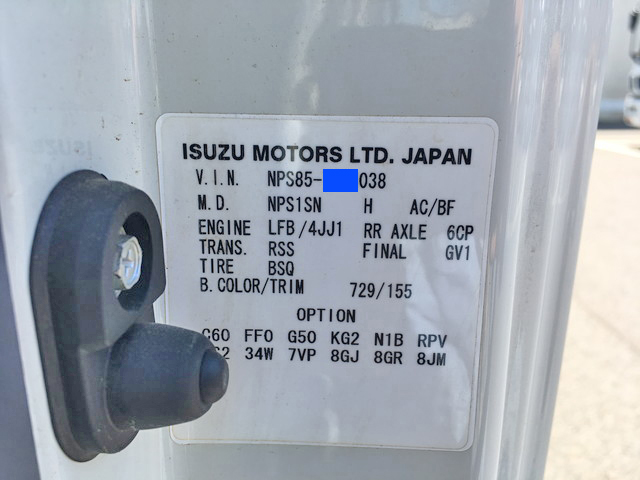 ISUZU MOTORS LTD. JAPAN
V.I.N. NPS85- 038
M.D. NPS1SN H AC/BF
ENGINE LFB/4JJ1 RR AXLE 6CP
TRANS. RSS FINAL GV1
TIRE BSQ
B.COLOR/TRIM 729/155
OPTION
C60 FF0 G50 KG2 N1B RPV
34W 7VP 8GJ 8GR 8JM